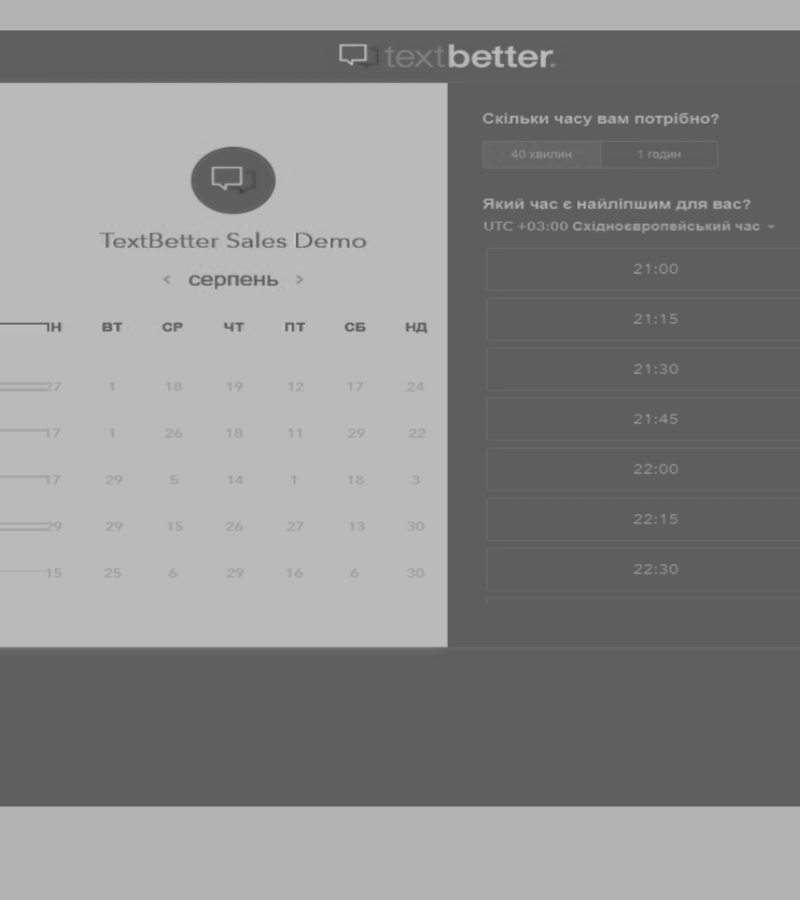 textbetter.
TextBetter Sales Demo
< серпень >
ІН ВТ СР ЧТ ПТ СБ НД
27 1 18 19 12 17 24
17 1 26 18 11 29 22
17 29 5 14 1 18 3
29 29 15 26 27 13 30
15 25 6 29 16 6 30
Скільки часу вам потрібно?
40 хвилин 1 годин
Який час є найліпшим для вас?
UTC +03:00 Східноєвропейський час
21:00
21:15
21:30
21:45
22:00
22:15
22:30